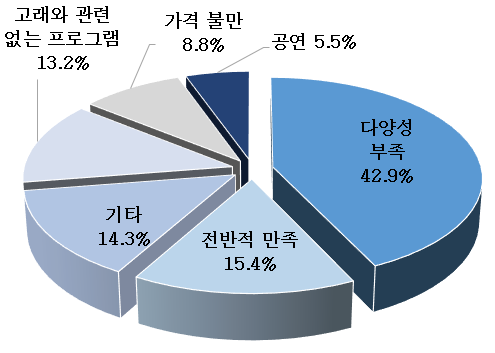 고래와 관련
없는 프로그램
13.2%
가격 불만
8.8%
공연 5.5%
다양성
부족
42.9%
기타
14.3%
전반적 만족
15.4%